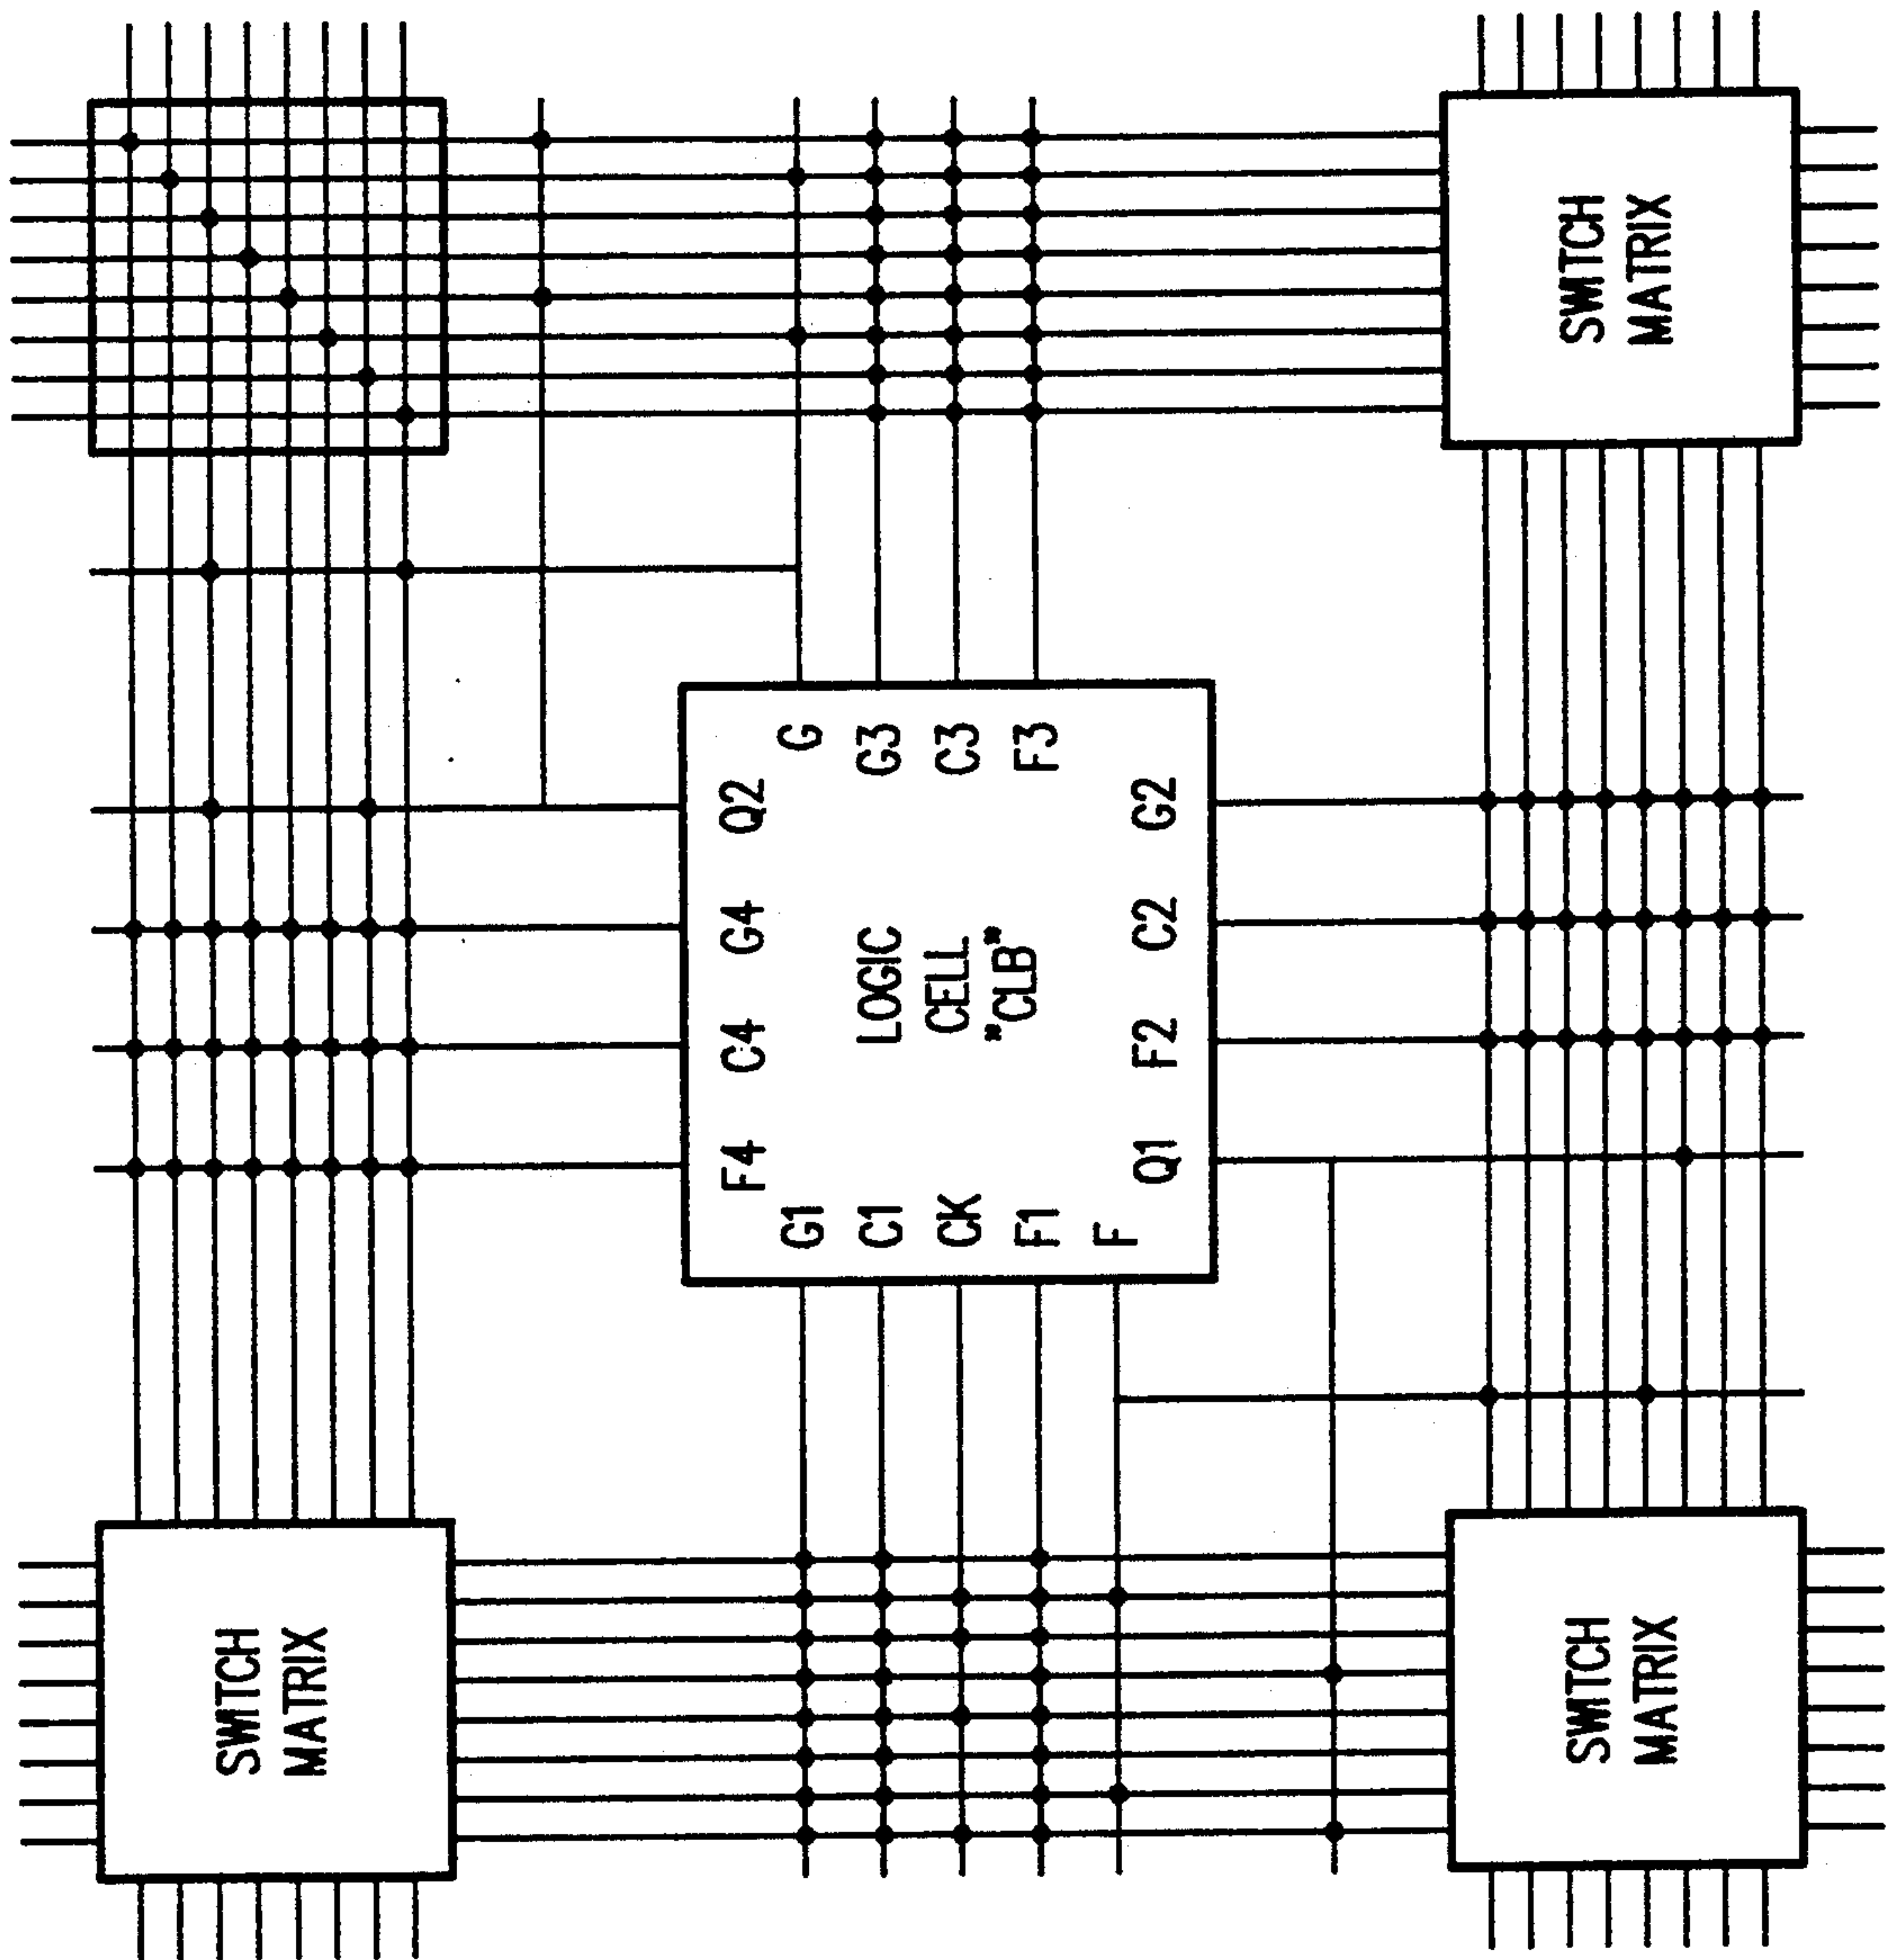 SWITCH
MATRIX
F4 C4 G4 Q2
G1 G
C1 LOGIC G3
CK CELL C3
F1 "CLB" F3
F
Q1 F2 C2 G2
SWITCH
MATRIX
SWITCH
MATRIX